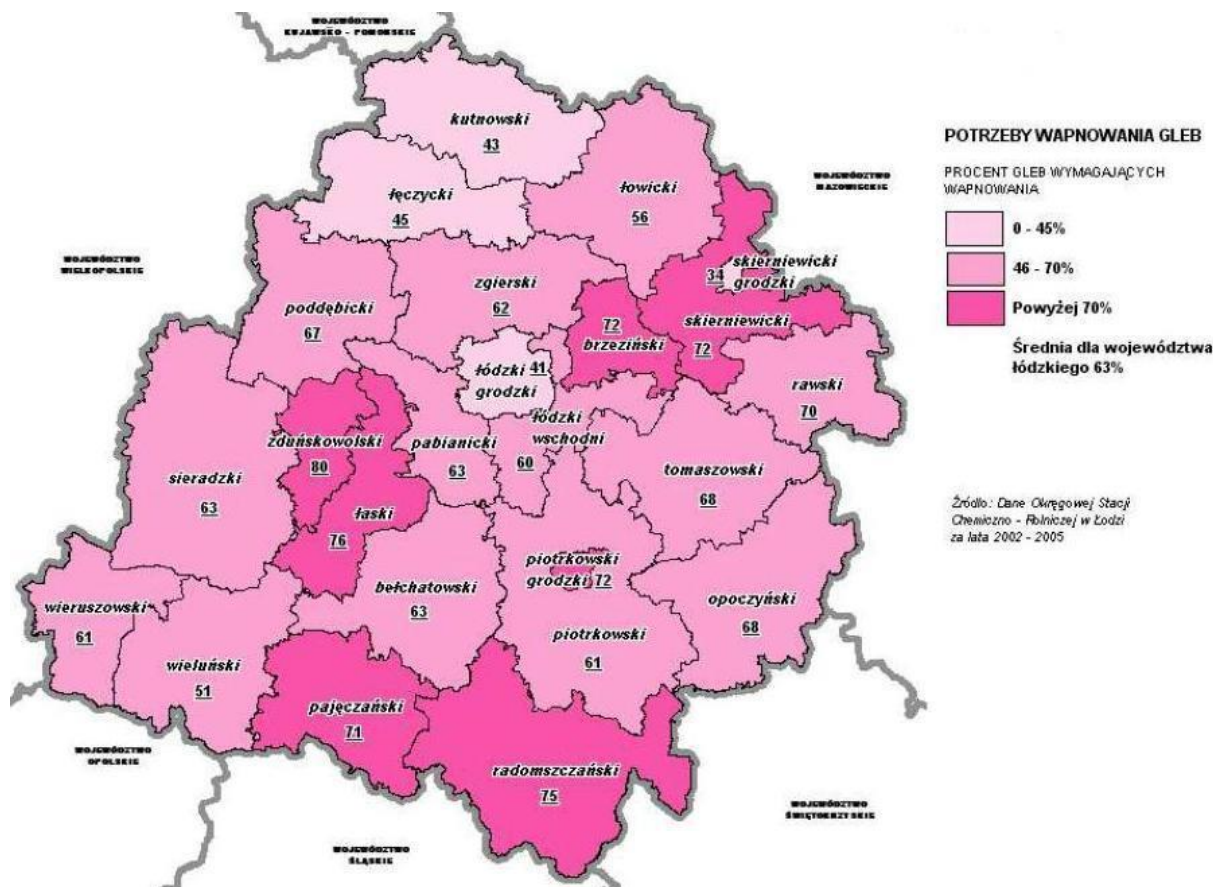 WOJEWÓDZTWO
KUJAWSKO - POMORSKIE
kutnowski
43
łęczycki
45
łowicki
56
WOJEWÓDZTWO
MAZOWIECKIE
WOJEWÓDZTWO
WIELKOPOLSKIE
poddębicki
67
zgierski
62
34
skierniewicki
grodzki
skierniewicki
72
72
brzeziński
łódzki 41
grodzki
rawski
70
łódzki
wschodni
60
zduńskowolski
80
pabianicki
63
sieradzki
63
tomaszowski
68
łaski
76
piotrkowski
grodzki 72
bełchatowski
63
opoczyński
68
wieruszowski
61
piotrkowski
61
wieluński
51
pajęczański
71
radomszczański
75
WOJEWÓDZTWO
OPOLSKIE
WOJEWÓDZTWO
ŚLĄSKIE
WOJEWÓDZTWO
ŚWIĘTOKRZYSKIE
POTRZEBY WAPNOWANIA GLEB
PROCENT GLEB WYMAGAJĄCYCH
WAPNOWANIA
0 - 45%
46 - 70%
Powyżej 70%
Średnia dla województwa
łódzkiego 63%
Źródło: Dane Okręgowej Stacji
Chemiczno - Rolniczej w Łodzi
za lata 2002 - 2005